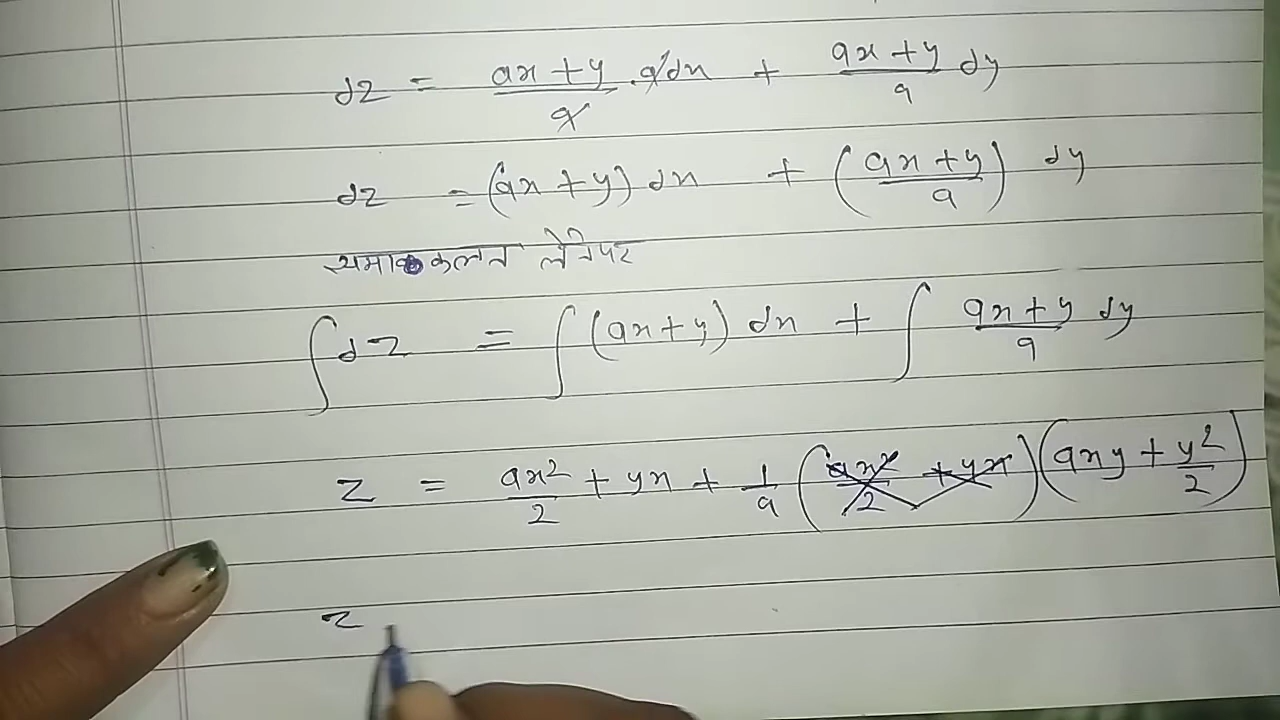 dz = ax + y / a . a dx + ax + y / a dy
dz = (ax + y) dx + (ax + y / a) dy
समाकलन लेने पर
∫ dz = ∫ (ax + y) dx + ∫ ax + y / a dy
z = ax² / 2 + yx + 1 / a (ax² / 2 + yx) (axy + y² / 2)
z